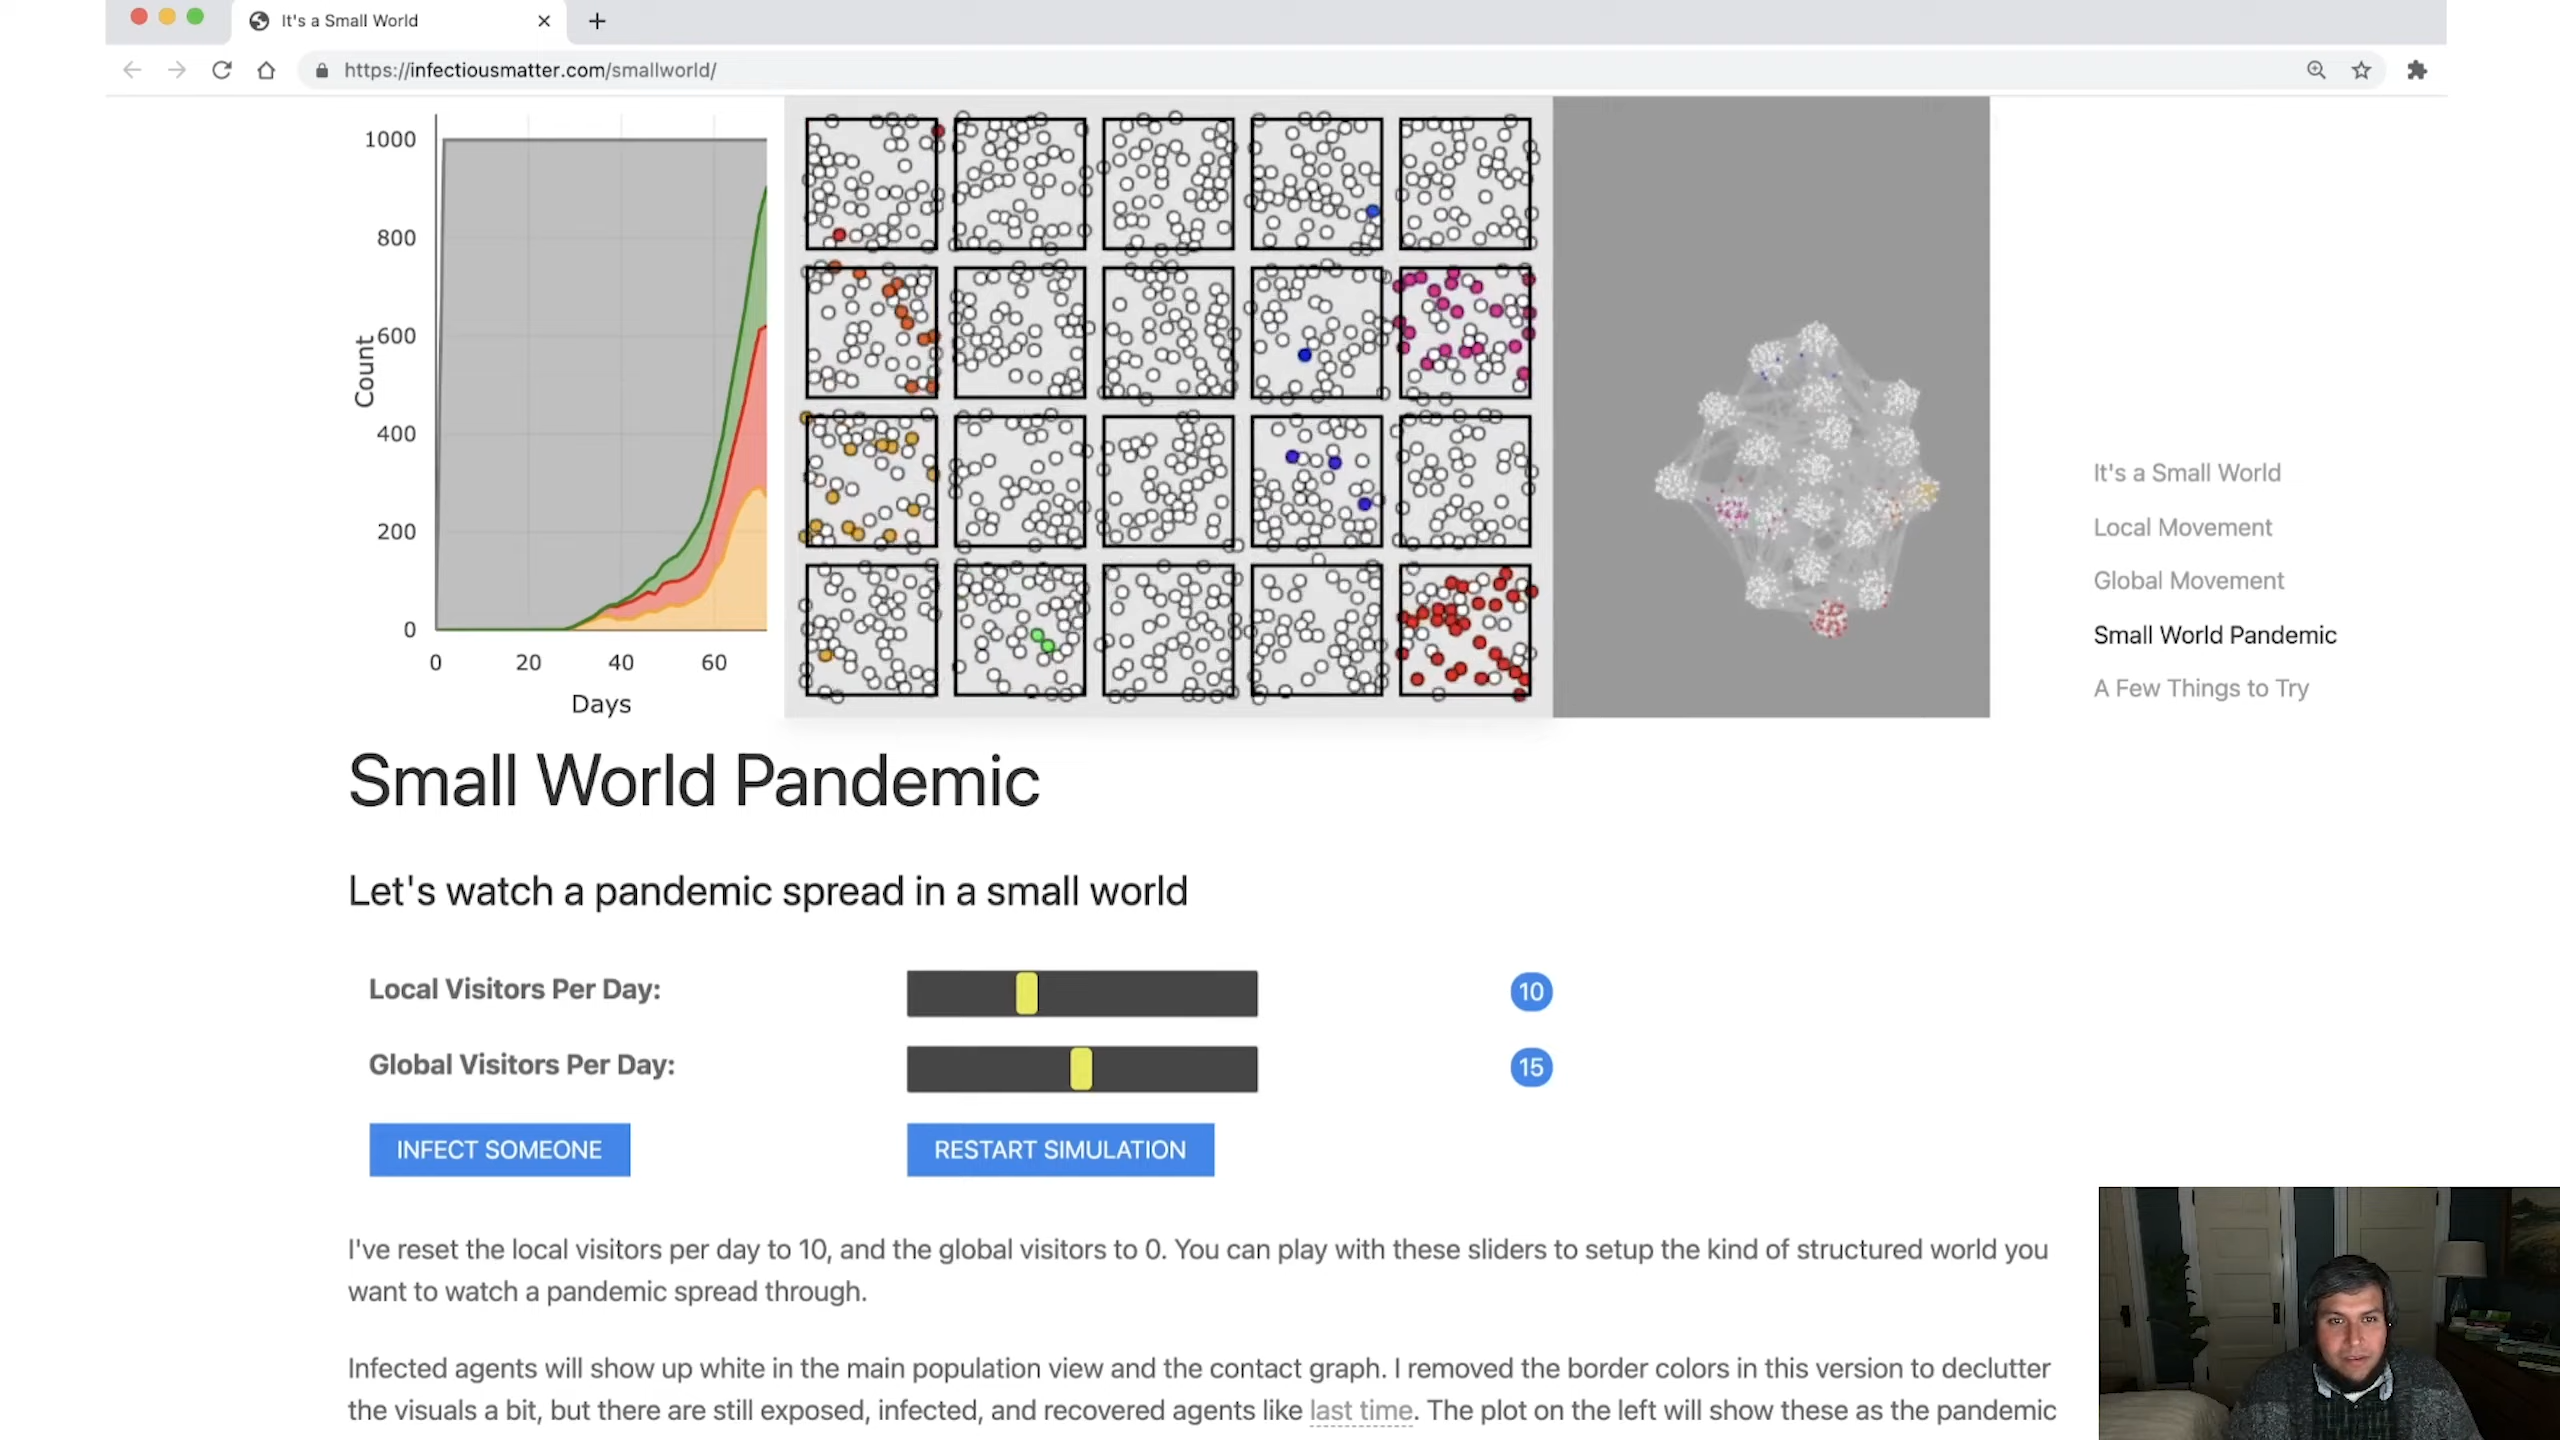 It's a Small World
https://infectiousmatter.com/smallworld/
1000
800
600
400
200
0
Count
0 20 40 60
Days
It's a Small World
Local Movement
Global Movement
Small World Pandemic
A Few Things to Try
Small World Pandemic
Let's watch a pandemic spread in a small world
Local Visitors Per Day: 10
Global Visitors Per Day: 15
INFECT SOMEONE RESTART SIMULATION
I've reset the local visitors per day to 10, and the global visitors to 0. You can play with these sliders to setup the kind of structured world you
want to watch a pandemic spread through.
Infected agents will show up white in the main population view and the contact graph. I removed the border colors in this version to declutter
the visuals a bit, but there are still exposed, infected, and recovered agents like last time. The plot on the left will show these as the pandemic